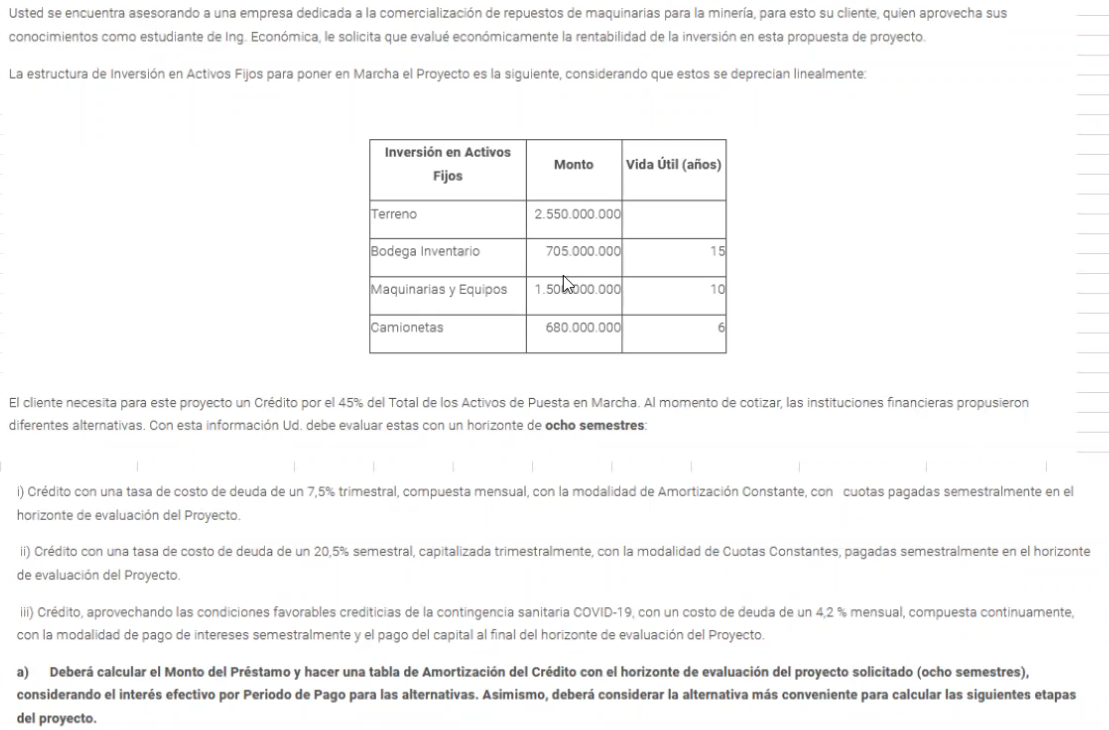 Usted se encuentra asesorando a una empresa dedicada a la comercialización de repuestos de maquinarias para la minería, para esto su cliente, quien aprovecha sus
conocimientos como estudiante de Ing. Económica, le solicita que evalué económicamente la rentabilidad de la inversión en esta propuesta de proyecto.
La estructura de Inversión en Activos Fijos para poner en Marcha el Proyecto es la siguiente, considerando que estos se deprecian linealmente:
Inversión en Activos
Fijos
Monto
Vida Útil (años)
Terreno 2.550.000.000
Bodega Inventario 705.000.000 15
Maquinarias y Equipos 10
Camionetas 680.000.000 6
El cliente necesita para este proyecto un Crédito por el 45% del Total de los Activos de Puesta en Marcha. Al momento de cotizar, las instituciones financieras propusieron
diferentes alternativas. Con esta información Ud. debe evaluar estas con un horizonte de ocho semestres:
i) Crédito con una tasa de costo de deuda de un 7,5% trimestral, compuesta mensual, con la modalidad de Amortización Constante, con cuotas pagadas semestralmente en el
horizonte de evaluación del Proyecto.
ii) Crédito con una tasa de costo de deuda de un 20,5% semestral, capitalizada trimestralmente, con la modalidad de Cuotas Constantes, pagadas semestralmente en el horizonte
de evaluación del Proyecto.
iii) Crédito, aprovechando las condiciones favorables crediticias de la contingencia sanitaria COVID-19, con un costo de deuda de un 4,2 % mensual, compuesta continuamente,
con la modalidad de pago de intereses semestralmente y el pago del capital al final del horizonte de evaluación del Proyecto.
a) Deberá calcular el Monto del Préstamo y hacer una tabla de Amortización del Crédito con el horizonte de evaluación del proyecto solicitado (ocho semestres),
considerando el interés efectivo por Periodo de Pago para las alternativas. Asimismo, deberá considerar la alternativa más conveniente para calcular las siguientes etapas
del proyecto.